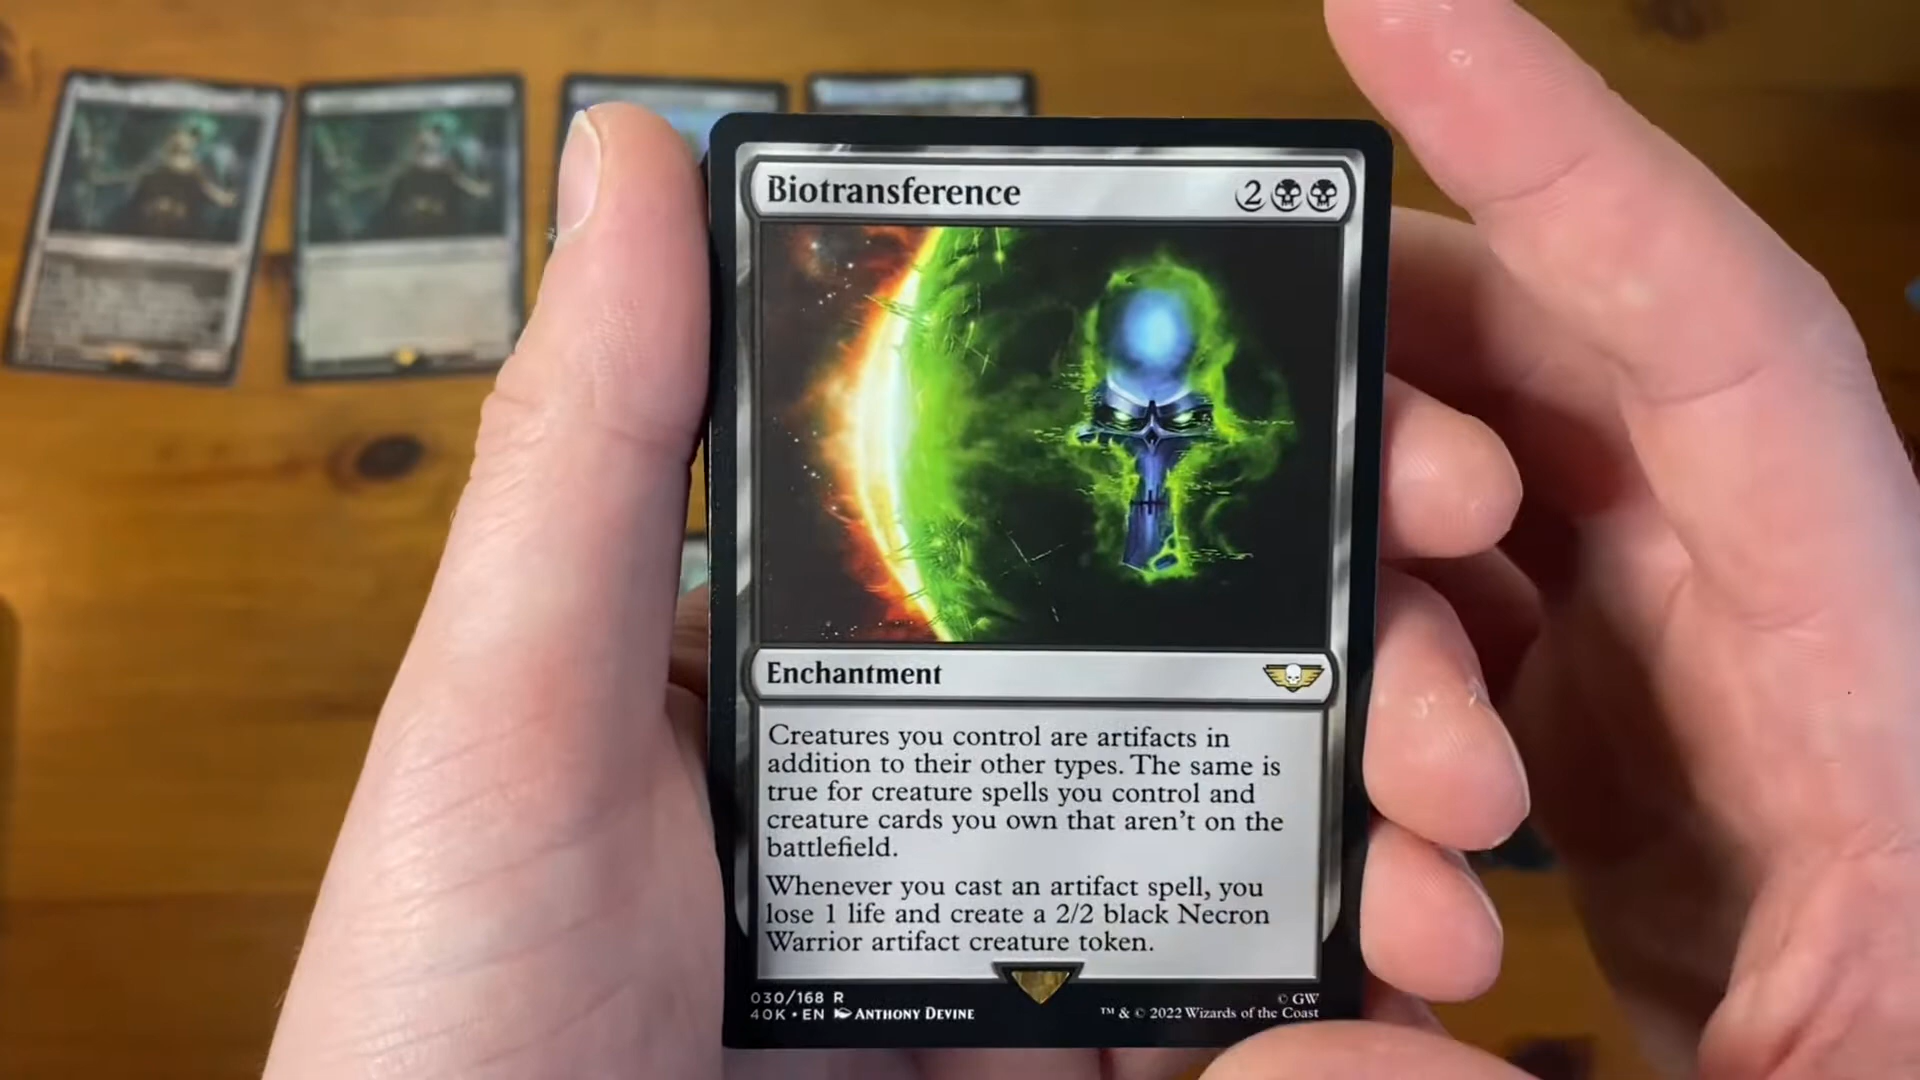 Biotransference 2
Enchantment
Creatures you control are artifacts in
addition to their other types. The same is
true for creature spells you control and
creature cards you own that aren't on the
battlefield.
Whenever you cast an artifact spell, you
lose 1 life and create a 2/2 black Necron
Warrior artifact creature token.
030/168 R
© GW
40K • EN ANTHONY DEVINE
™ & © 2022 Wizards of the Coast